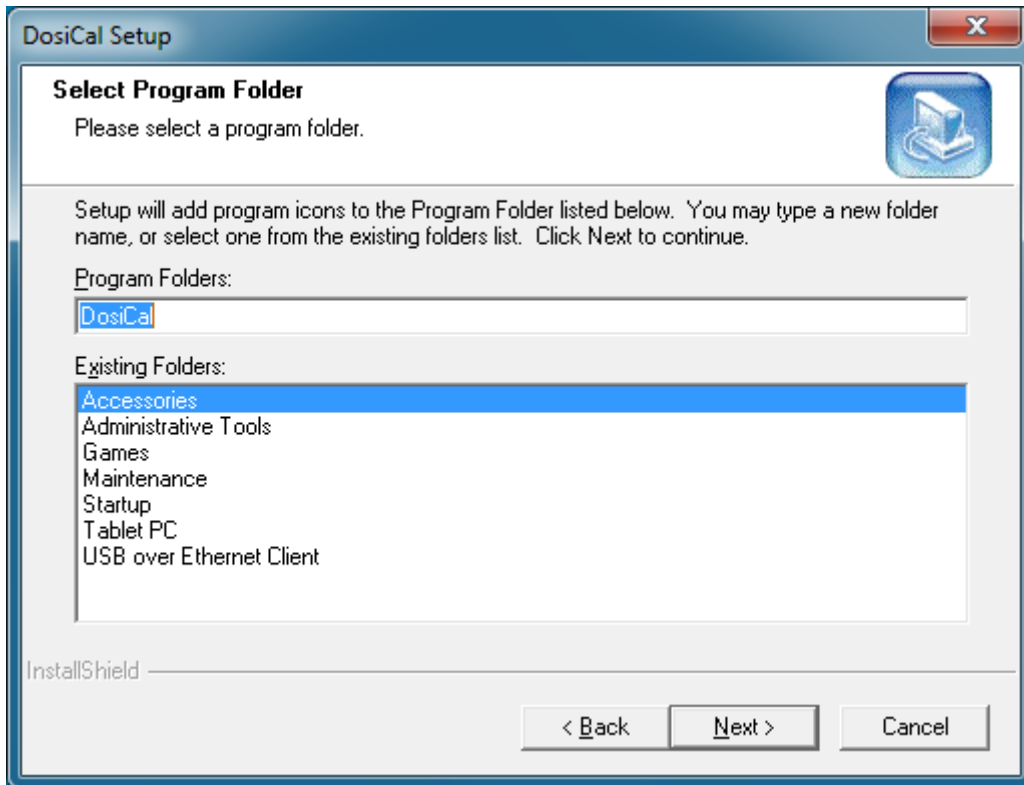 DosiCal Setup
Select Program Folder
Please select a program folder.
Setup will add program icons to the Program Folder listed below.  You may type a new folder
name, or select one from the existing folders list.  Click Next to continue.
Program Folders:
DosiCal
Existing Folders:
Accessories
Administrative Tools
Games
Maintenance
Startup
Tablet PC
USB over Ethernet Client
InstallShield
< Back
Next >
Cancel